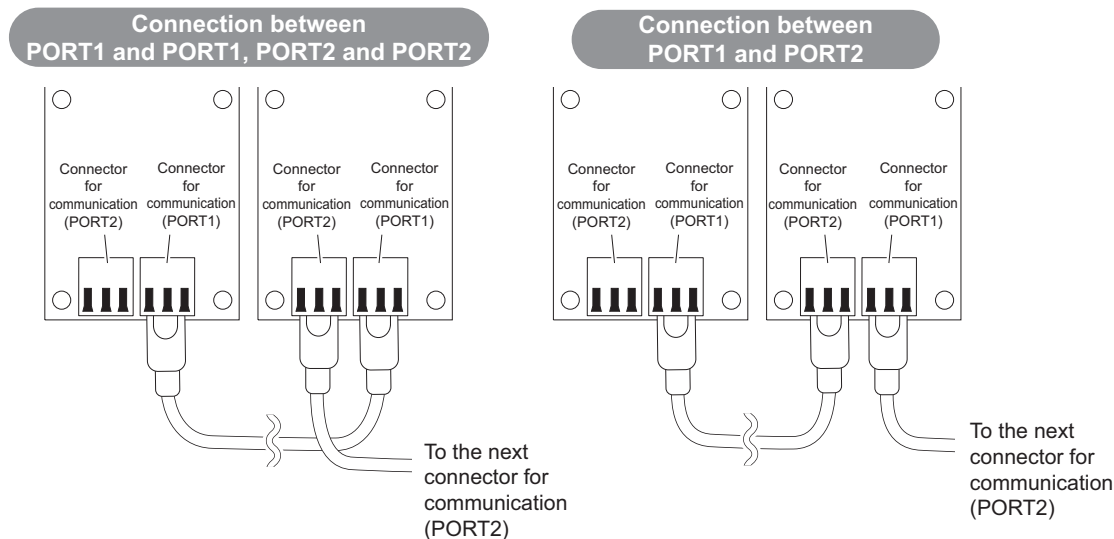 Connection between
PORT1 and PORT1, PORT2 and PORT2
Connector
for
communication
(PORT2)
Connector
for
communication
(PORT1)
Connector
for
communication
(PORT2)
Connector
for
communication
(PORT1)
To the next
connector for
communication
(PORT2)
Connection between
PORT1 and PORT2
Connector
for
communication
(PORT2)
Connector
for
communication
(PORT1)
Connector
for
communication
(PORT2)
Connector
for
communication
(PORT1)
To the next
connector for
communication
(PORT2)